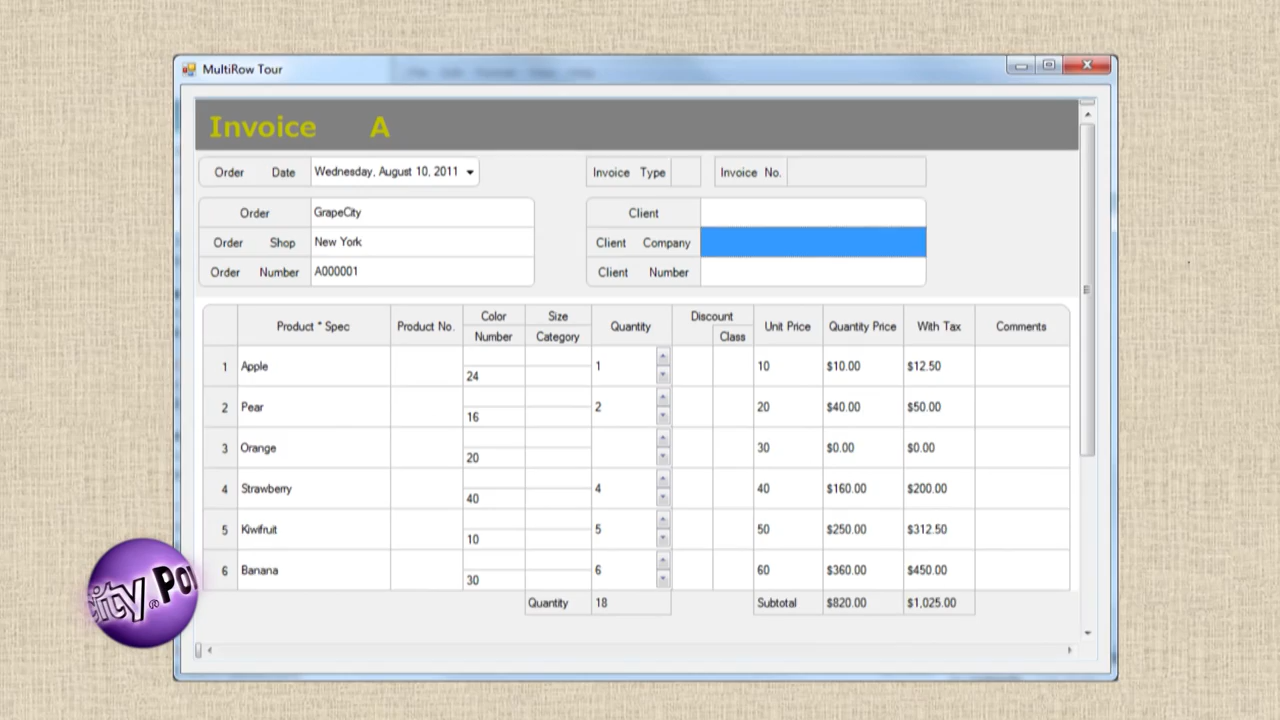 MultiRow Tour
Invoice A
Order Date Wednesday, August 10, 2011 Invoice Type Invoice No.
Order GrapeCity Client
Order Shop New York Client Company
Order Number A000001 Client Number
Product * Spec Product No. Color Number Size Category Quantity Discount Class Unit Price Quantity Price With Tax Comments
1 Apple 24 1 10 $10.00 $12.50
2 Pear 16 2 20 $40.00 $50.00
3 Orange 20 30 $0.00 $0.00
4 Strawberry 40 4 40 $160.00 $200.00
5 Kiwifruit 10 5 50 $250.00 $312.50
6 Banana 30 6 60 $360.00 $450.00
Quantity 18 Subtotal $820.00 $1,025.00